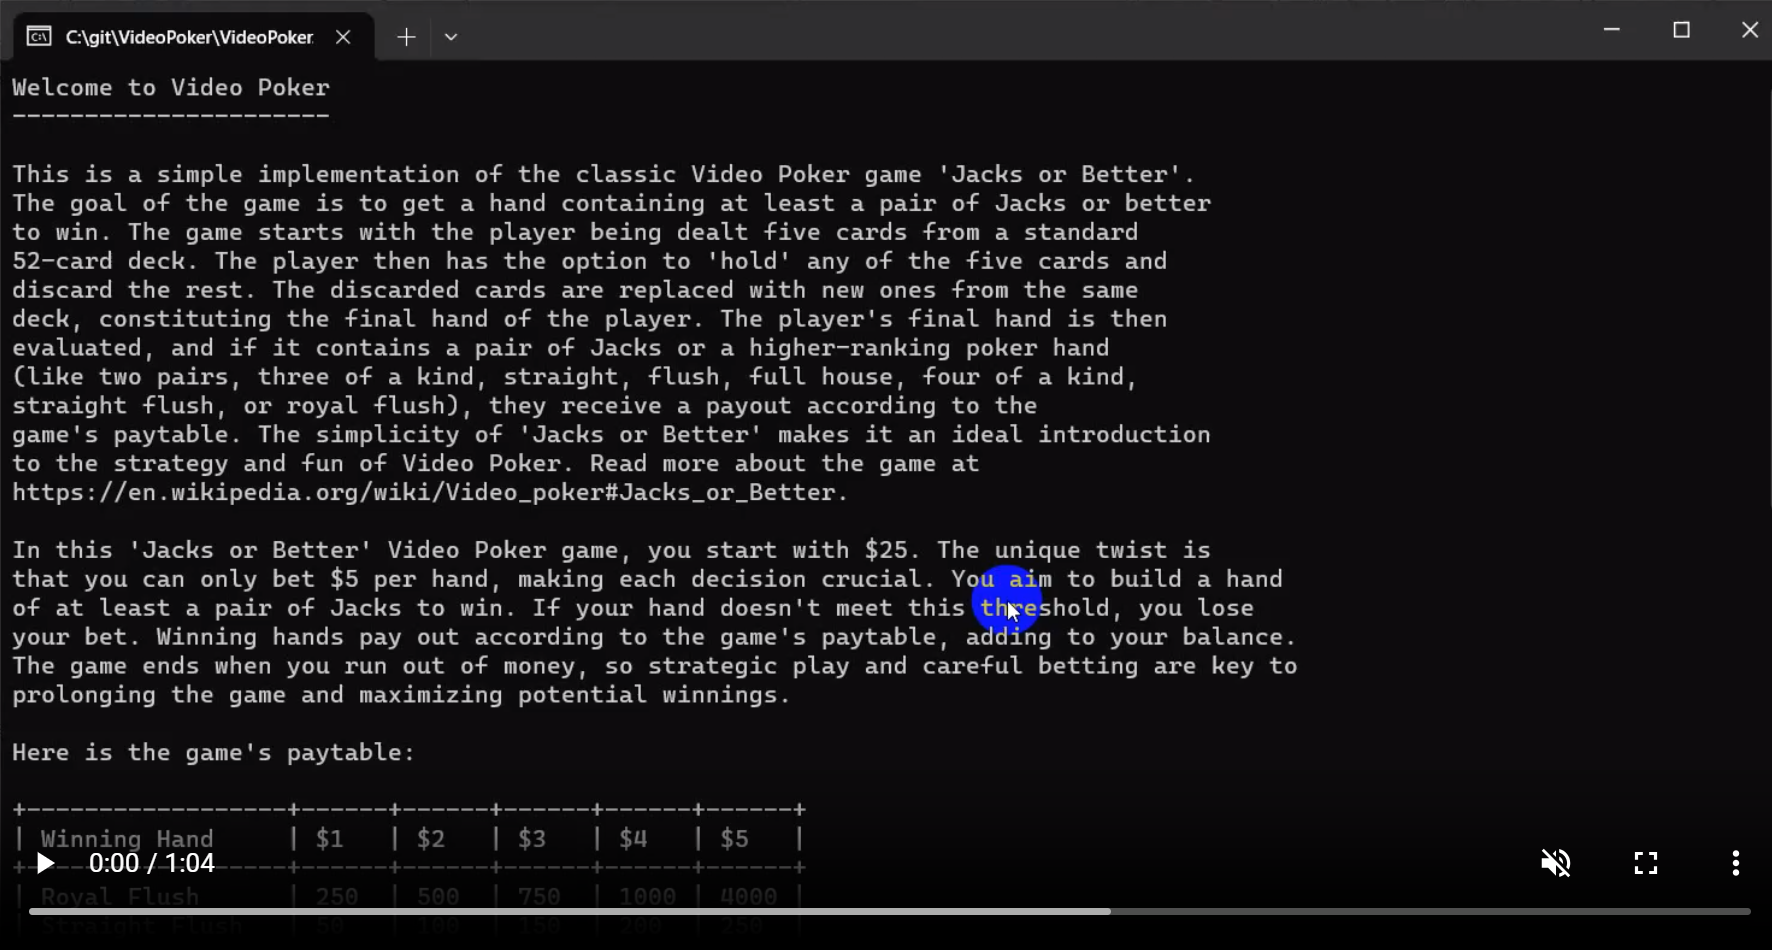 C:\git\VideoPoker\VideoPoker
Welcome to Video Poker
----------------------
This is a simple implementation of the classic Video Poker game 'Jacks or Better'.
The goal of the game is to get a hand containing at least a pair of Jacks or better
to win. The game starts with the player being dealt five cards from a standard
52-card deck. The player then has the option to 'hold' any of the five cards and
discard the rest. The discarded cards are replaced with new ones from the same
deck, constituting the final hand of the player. The player's final hand is then
evaluated, and if it contains a pair of Jacks or a higher-ranking poker hand
(like two pairs, three of a kind, straight, flush, full house, four of a kind,
straight flush, or royal flush), they receive a payout according to the
game's paytable. The simplicity of 'Jacks or Better' makes it an ideal introduction
to the strategy and fun of Video Poker. Read more about the game at
https://en.wikipedia.org/wiki/Video_poker#Jacks_or_Better.
In this 'Jacks or Better' Video Poker game, you start with $25. The unique twist is
that you can only bet $5 per hand, making each decision crucial. You aim to build a hand
of at least a pair of Jacks to win. If your hand doesn't meet this threshold, you lose
your bet. Winning hands pay out according to the game's paytable, adding to your balance.
The game ends when you run out of money, so strategic play and careful betting are key to
prolonging the game and maximizing potential winnings.
Here is the game's paytable:
+------------------+------+------+------+------+------+
| Winning Hand | $1 | $2 | $3 | $4 | $5 |
0:00 / 1:04
+------------------+------+------+------+------+------+
| Royal Flush | 250 | 500 | 750 | 1000 | 4000 |
| Straight Flush | 50 | 100 | 150 | 200 | 250 |